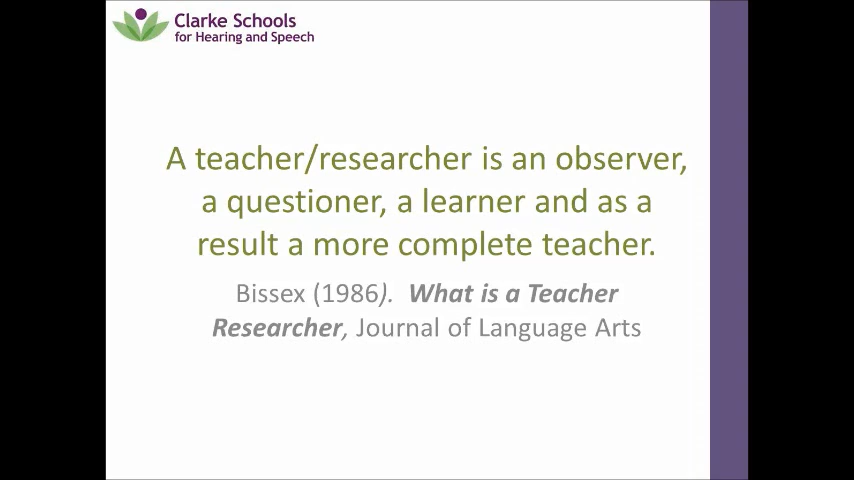 Clarke Schools
for Hearing and Speech
A teacher/researcher is an observer,
a questioner, a learner and as a
result a more complete teacher.
Bissex (1986). What is a Teacher
Researcher, Journal of Language Arts